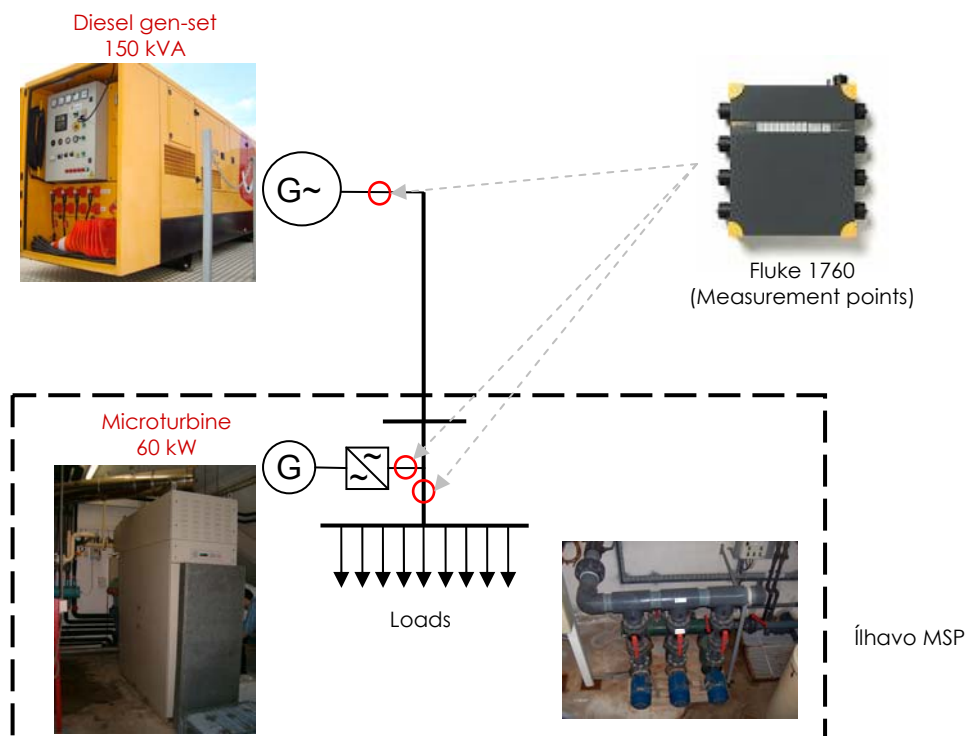 Diesel gen-set
150 kVA
G~
Fluke 1760
(Measurement points)
Microturbine
60 kW
G
~
~
Loads
Ílhavo MSP